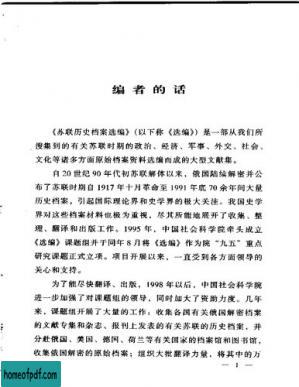 编者的话
《苏联历史档案选编》(以下称《选编》)是一部从我们所
搜集到的有关苏联时期的政治、经济、军事、外交、社会、
文化等诸多方面原始档案资料选编而成的大型文献集。
自20世纪90年代初苏联解体以来,俄国陆续解密并公
布了苏联时期自1917年十月革命至1991年底70余年间大量
历史档案,引起国际理论界和史学界的极大关注。我国史学
界对这些档案材料也极为重视,尽其所能地展开了收集、整
理、翻译和出版工作。1995年,中国社会科学院牵头成立
《选编》课题组并于同年8月将《选编》作为院“九五”重点
研究课题正式立项。项目开展以来,一直受到各方面领导的
关心和支持。
为了能尽快翻译、出版,1998年以后,中国社会科学院
进一步加强了对课题组的领导,同时加大了资助力度。几年
来,课题组开展了大量的工作:收集各国有关俄国解密档案
的文献专集和杂志、报刊上发表的有关苏联的历史档案,并
分赴俄国、美国、德国、荷兰等有关国家的档案馆和图书馆,
收集俄国解密的原始档案;组织大批翻译力量,将其中的万
— 1 —
homeofpdf.com